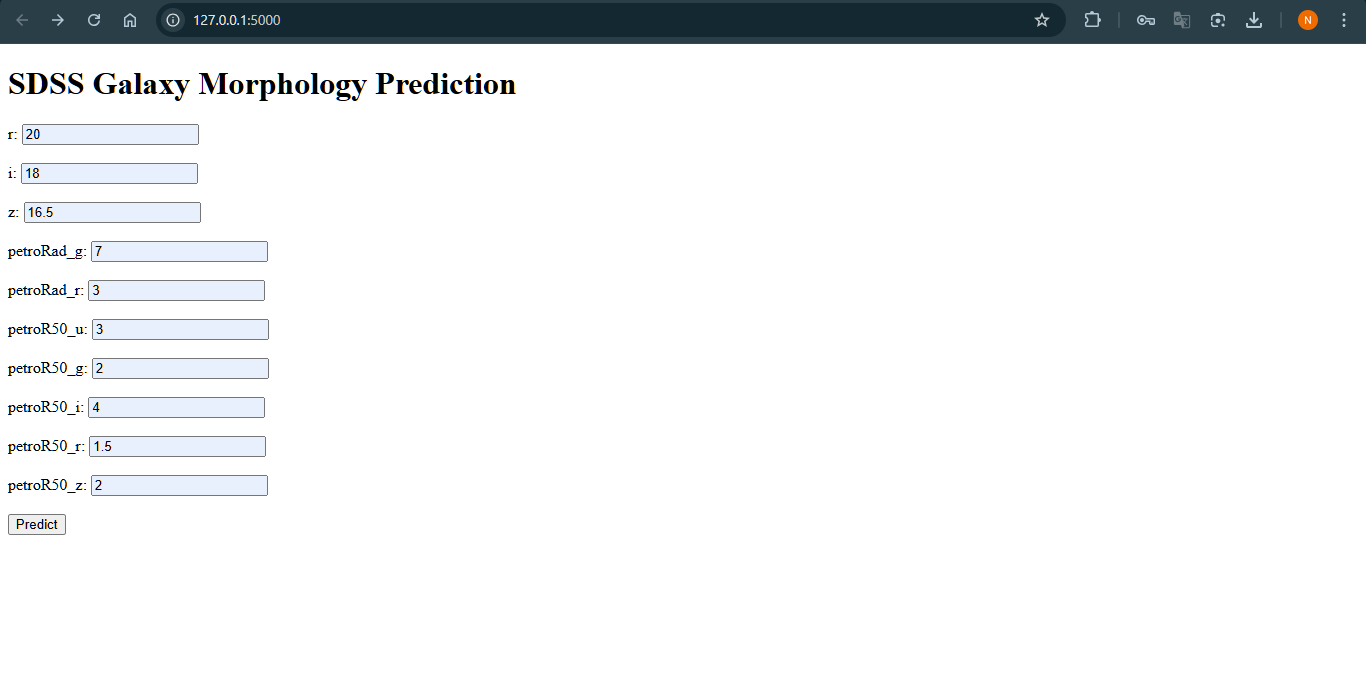 127.0.0.1:5000
N
SDSS Galaxy Morphology Prediction
r: 20
i: 18
z: 16.5
petroRad_g: 7
petroRad_r: 3
petroR50_u: 3
petroR50_g: 2
petroR50_i: 4
petroR50_r: 1.5
petroR50_z: 2
Predict